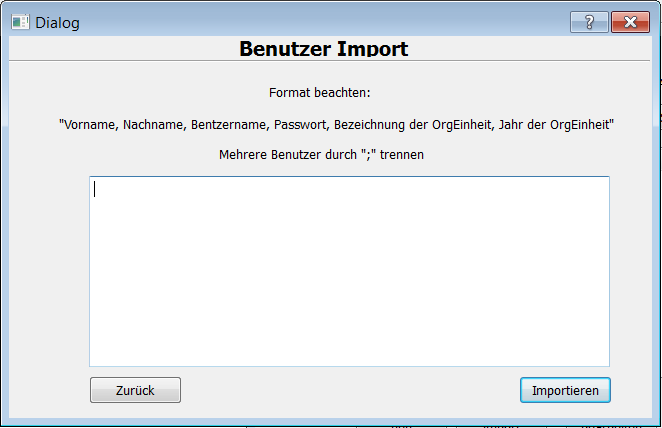 Dialog
Benutzer Import
Format beachten:
"Vorname, Nachname, Bentzername, Passwort, Bezeichnung der OrgEinheit, Jahr der OrgEinheit"
Mehrere Benutzer durch ";" trennen
Zurück
Importieren